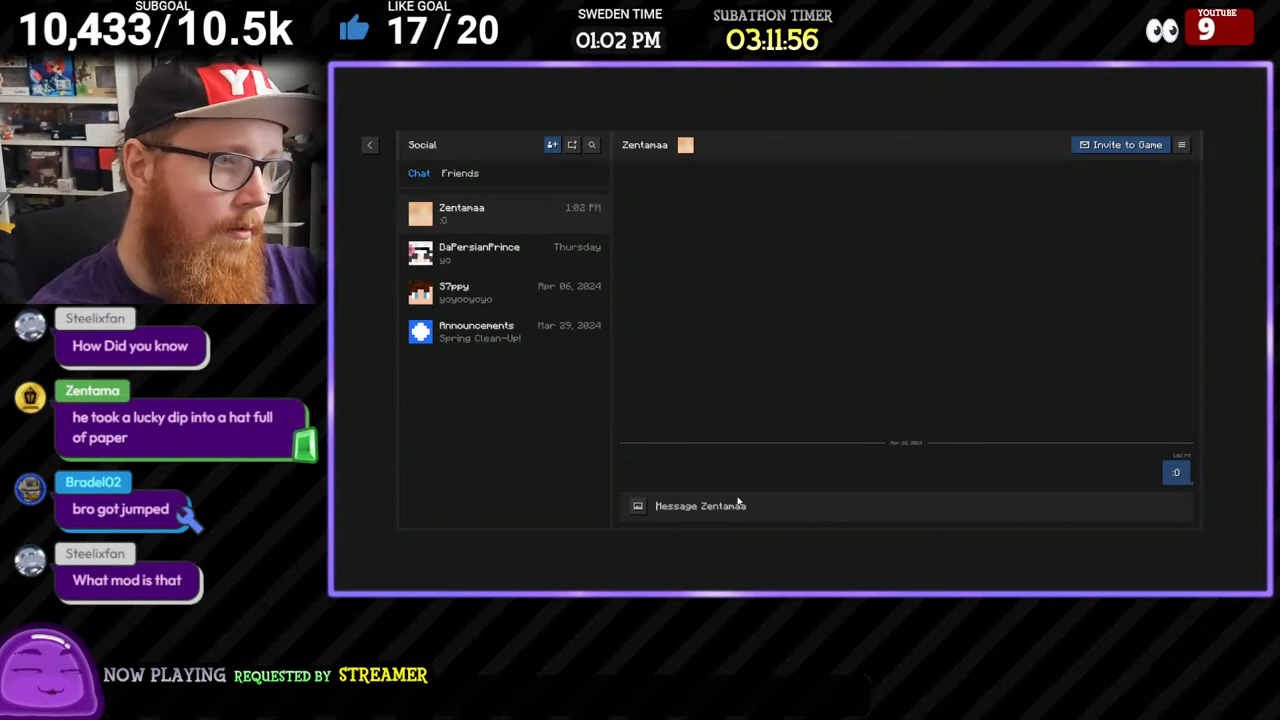 SUBGOAL
10,433/10.5k
LIKE GOAL
17/20
SWEDEN TIME
01:02 PM
SUBATHON TIMER
03:11:56
YOUTUBE
9
Social
Chat Friends
Zentamaa 1:02 PM
:O
DaPersianPrince Thursday
yo
S7ppy Apr 06, 2024
yoyooyoyo
Announcements Mar 29, 2024
Spring Clean-Up!
Zentamaa
Invite to Game
:O
Message Zentamaa
Steelixfan
How Did you know
Zentama
he took a lucky dip into a hat full
of paper
Bradel02
bro got jumped
Steelixfan
What mod is that
NOW PLAYING REQUESTED BY STREAMER